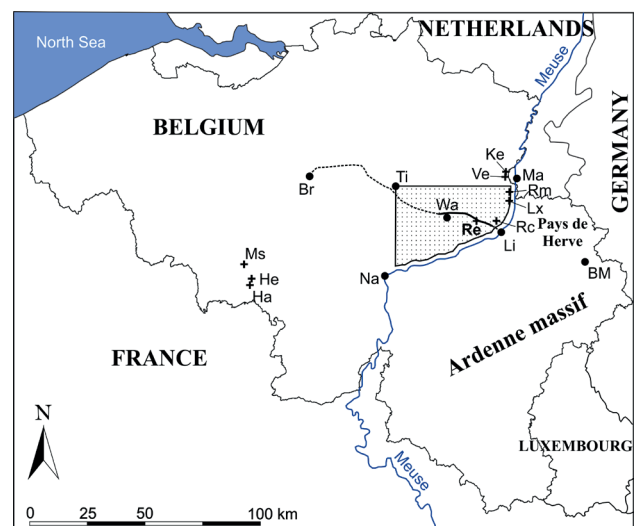 NETHERLANDS
North Sea
Meuse
GERMANY
BELGIUM
Ke
Ve
Ma
Ti
Br
Rm
Wa
Lx
Re
Rc
Pays de
Herve
Li
Ms
Na
BM
He
Ha
Ardenne massif
FRANCE
N
LUXEMBOURG
Meuse
0 25 50 100 km